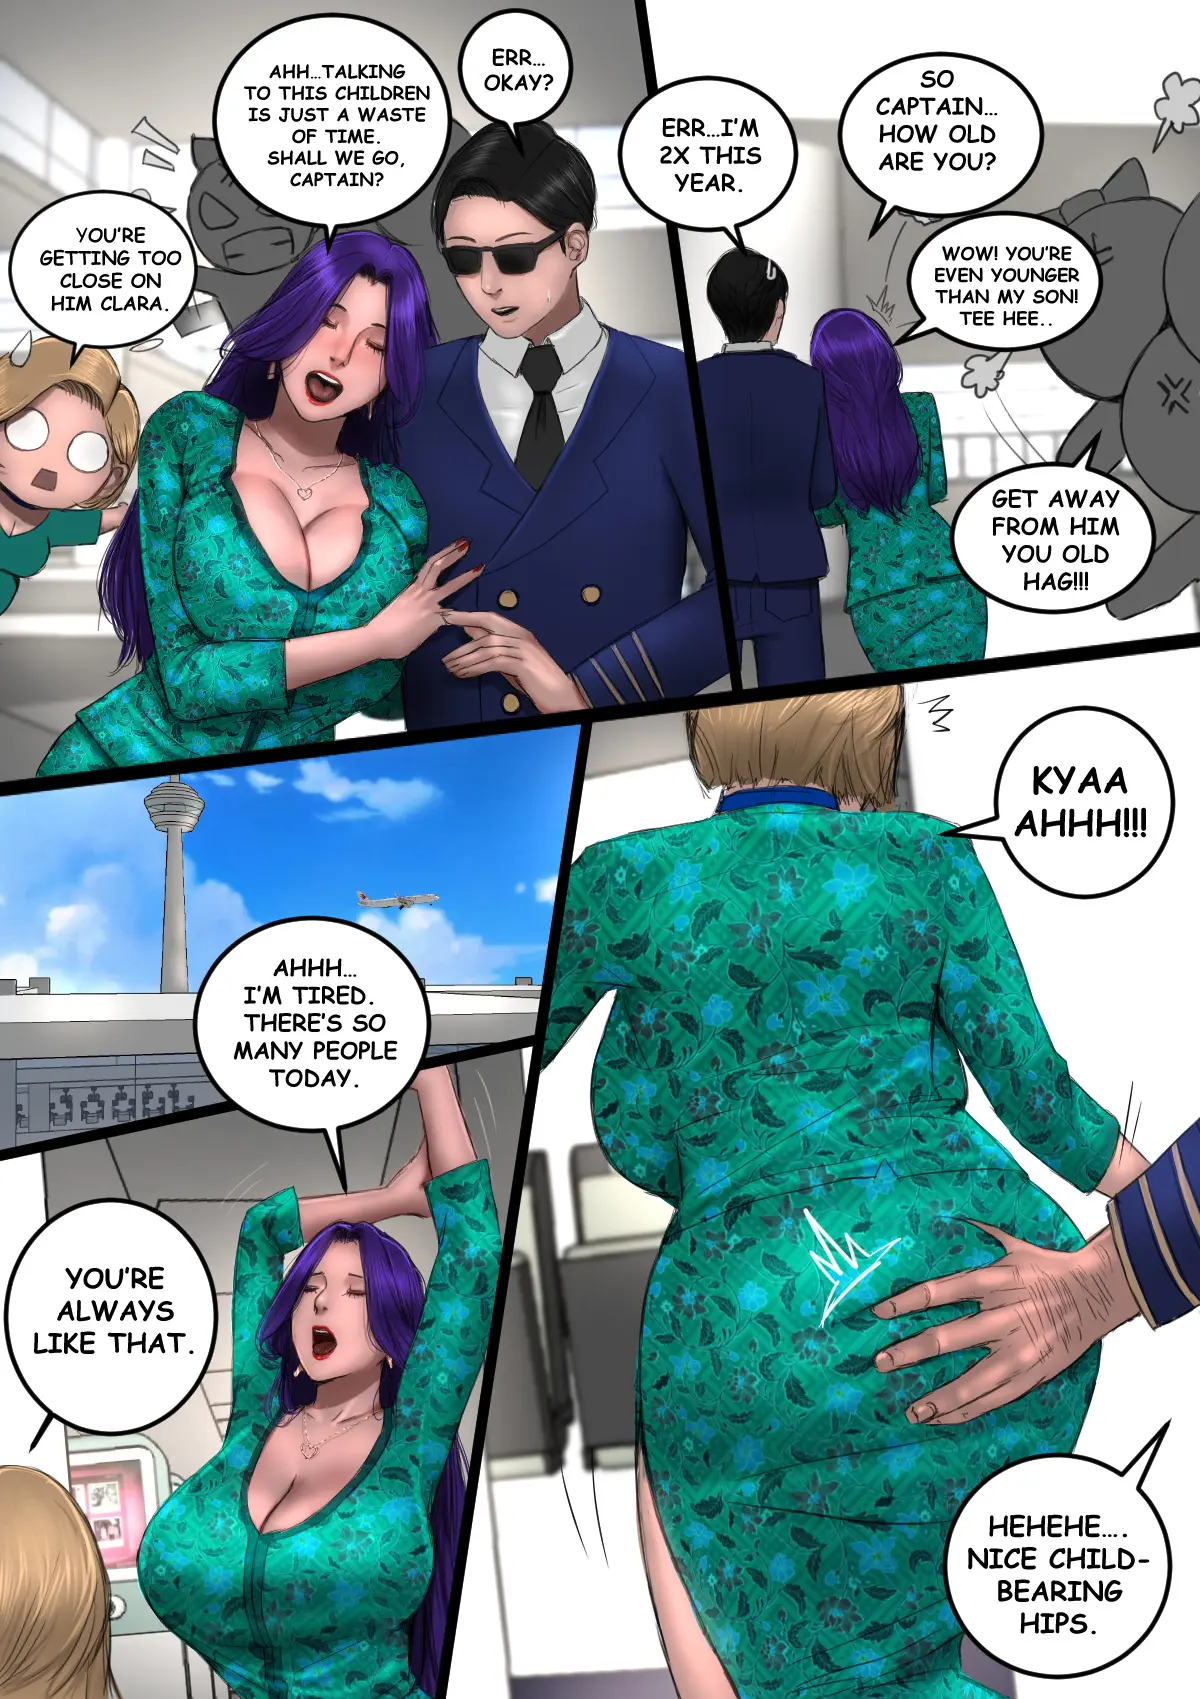 YOU'RE
GETTING TOO
CLOSE ON
HIM CLARA.
AHH...TALKING
TO THIS CHILDREN
IS JUST A WASTE
OF TIME.
SHALL WE GO,
CAPTAIN?
ERR...
OKAY?
SO
CAPTAIN...
HOW OLD
ARE YOU?
ERR...I'M
2X THIS
YEAR.
WOW! YOU'RE
EVEN YOUNGER
THAN MY SON!
TEE HEE..
GET AWAY
FROM HIM
YOU OLD
HAG!!!
AHHH...
I'M TIRED.
THERE'S SO
MANY PEOPLE
TODAY.
YOU'RE
ALWAYS
LIKE THAT.
KYAA
AHHH!!!
HEHEHE....
NICE CHILD-
BEARING
HIPS.